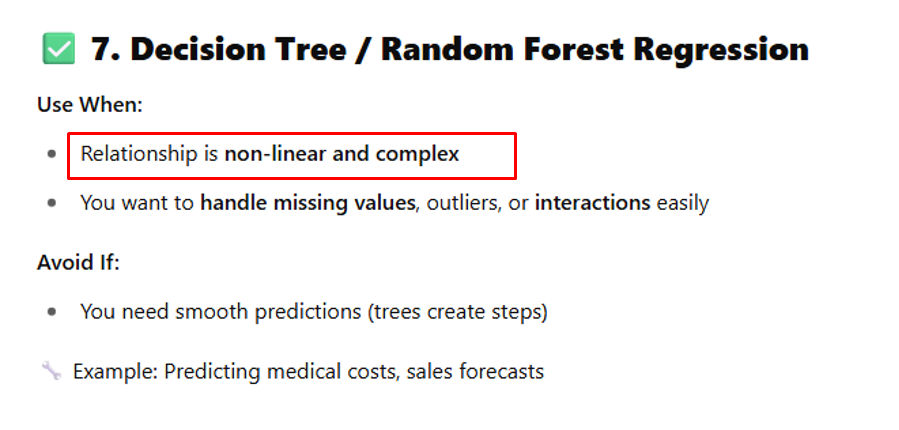 ✅ 7. Decision Tree / Random Forest Regression
Use When:
• Relationship is non-linear and complex
• You want to handle missing values, outliers, or interactions easily
Avoid If:
• You need smooth predictions (trees create steps)
🔧 Example: Predicting medical costs, sales forecasts